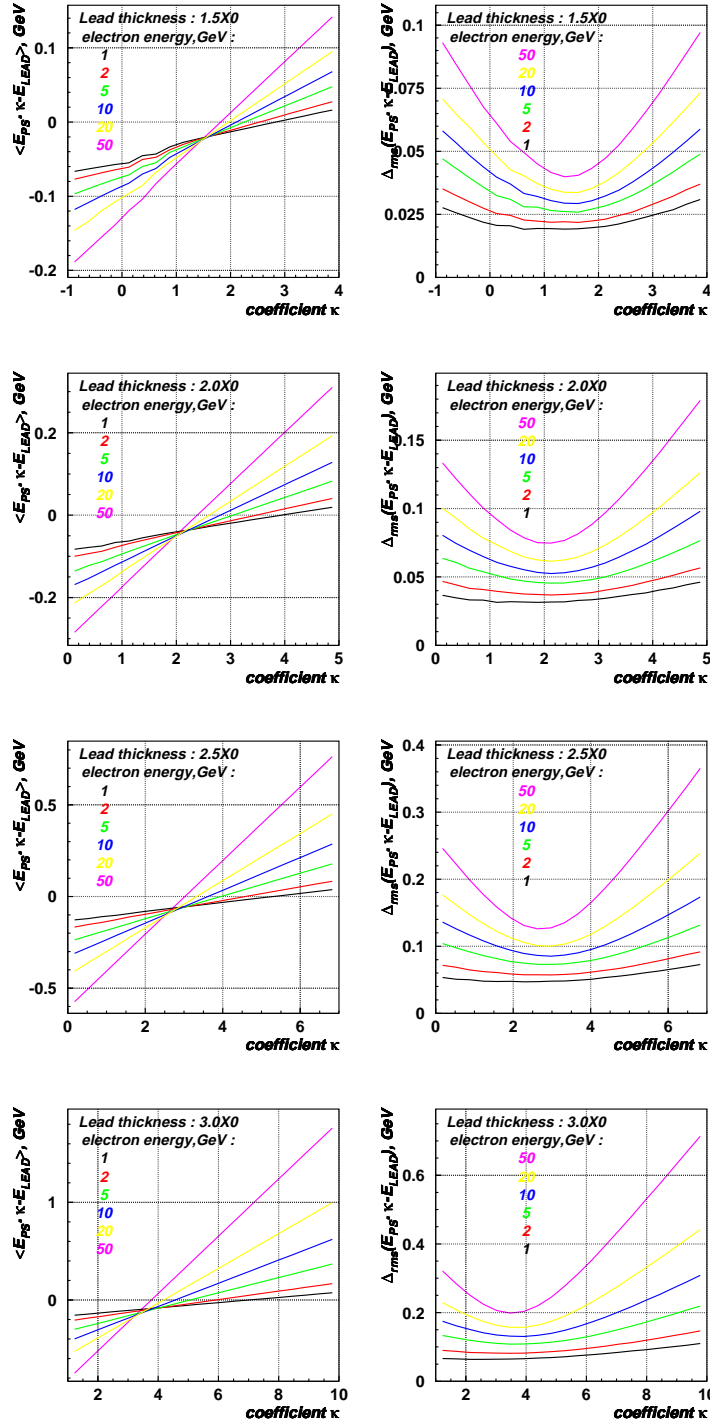 <E_PS* κ-E_LEAD>, GeV
Lead thickness : 1.5X0
electron energy,GeV :
1
2
5
10
20
50
0.1
0
-0.1
-0.2
-1 0 1 2 3 4
coefficient κ
Δ_rms(E_PS* κ-E_LEAD), GeV
Lead thickness : 1.5X0
electron energy,GeV :
50
20
10
5
2
1
0.1
0.075
0.05
0.025
0
-1 0 1 2 3 4
coefficient κ
<E_PS* κ-E_LEAD>, GeV
Lead thickness : 2.0X0
electron energy,GeV :
1
2
5
10
20
50
0.2
0
-0.2
0 1 2 3 4 5
coefficient κ
Δ_rms(E_PS* κ-E_LEAD), GeV
Lead thickness : 2.0X0
electron energy,GeV :
50
20
10
5
2
1
0.15
0.1
0.05
0
0 1 2 3 4 5
coefficient κ
<E_PS* κ-E_LEAD>, GeV
Lead thickness : 2.5X0
electron energy,GeV :
1
2
5
10
20
50
0.5
0
-0.5
2 4 6
coefficient κ
Δ_rms(E_PS* κ-E_LEAD), GeV
Lead thickness : 2.5X0
electron energy,GeV :
50
20
10
5
2
1
0.4
0.3
0.2
0.1
0
0 2 4 6
coefficient κ
<E_PS* κ-E_LEAD>, GeV
Lead thickness : 3.0X0
electron energy,GeV :
1
2
5
10
20
50
1
0
2 4 6 8 10
coefficient κ
Δ_rms(E_PS* κ-E_LEAD), GeV
Lead thickness : 3.0X0
electron energy,GeV :
50
20
10
5
2
1
0.6
0.4
0.2
0
2 4 6 8 10
coefficient κ